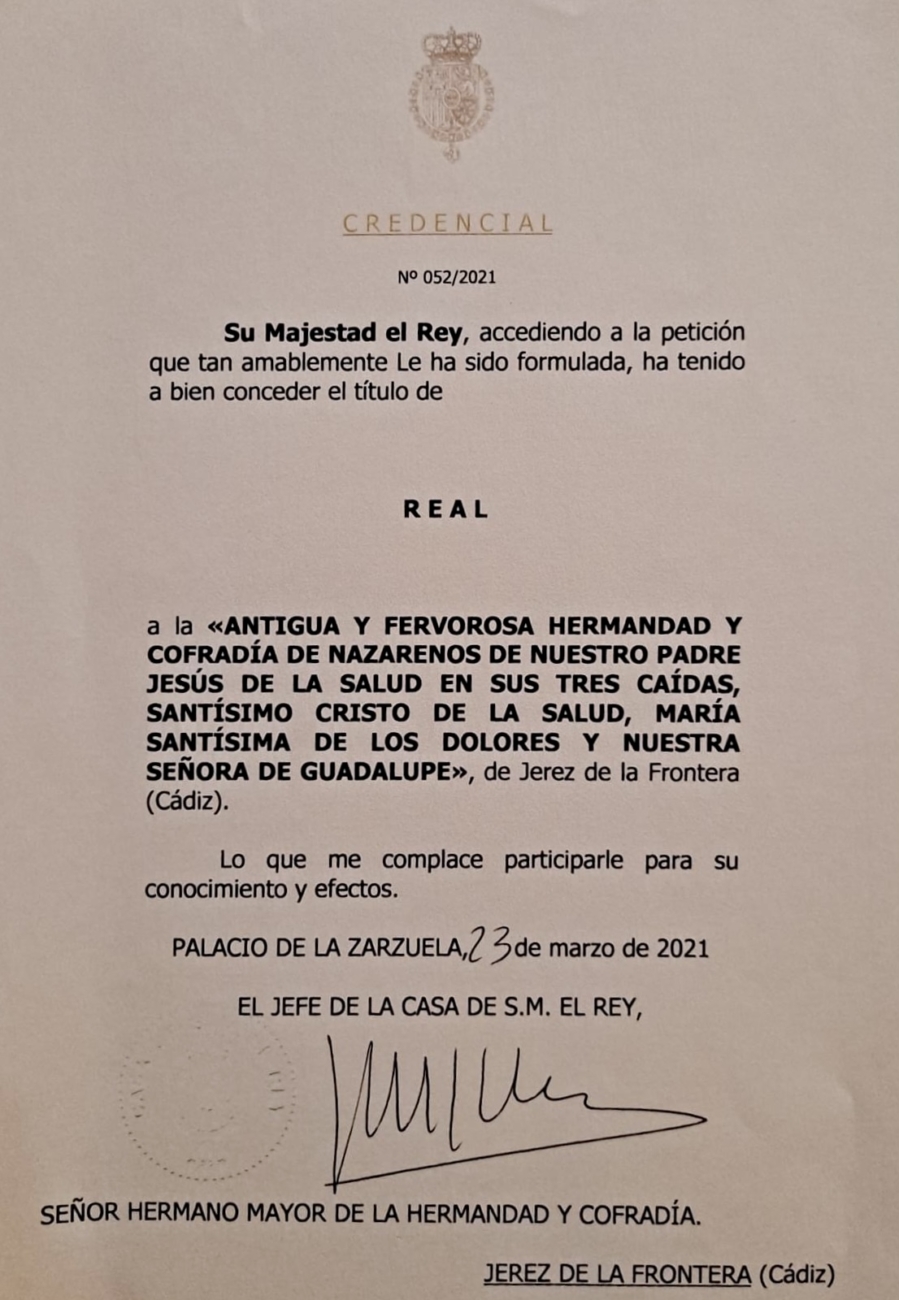 CREDENCIAL
Nº 052/2021
Su Majestad el Rey, accediendo a la petición
que tan amablemente Le ha sido formulada, ha tenido
a bien conceder el título de
REAL
a la «ANTIGUA Y FERVOROSA HERMANDAD Y
COFRADÍA DE NAZARENOS DE NUESTRO PADRE
JESÚS DE LA SALUD EN SUS TRES CAÍDAS,
SANTÍSIMO CRISTO DE LA SALUD, MARÍA
SANTÍSIMA DE LOS DOLORES Y NUESTRA
SEÑORA DE GUADALUPE», de Jerez de la Frontera
(Cádiz).
Lo que me complace participarle para su
conocimiento y efectos.
PALACIO DE LA ZARZUELA, 23 de marzo de 2021
EL JEFE DE LA CASA DE S.M. EL REY,
SEÑOR HERMANO MAYOR DE LA HERMANDAD Y COFRADÍA.
JEREZ DE LA FRONTERA (Cádiz)